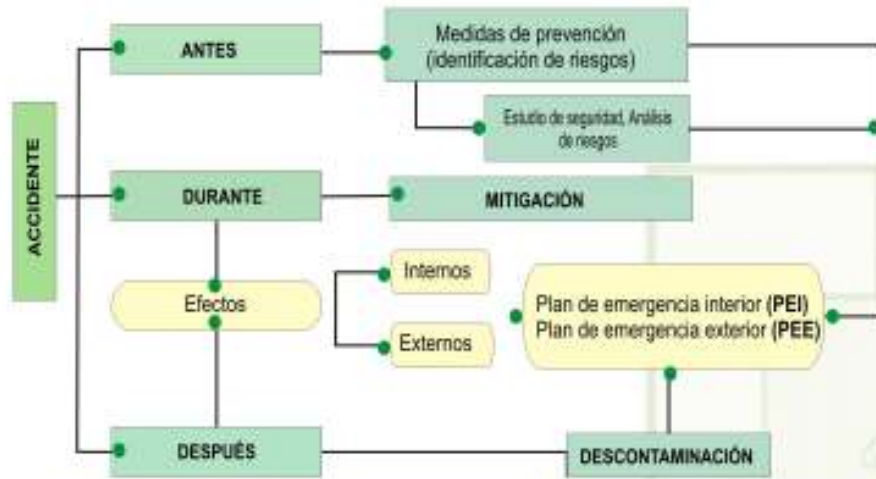 ANTES
Medidas de prevención
(identificación de riesgos)
Estudio de seguridad, Análisis
de riesgos
ACCIDENTE
DURANTE
MITIGACIÓN
Efectos
Internos
Externos
Plan de emergencia interior (PEI)
Plan de emergencia exterior (PEE)
DESPUÉS
DESCONTAMINACIÓN